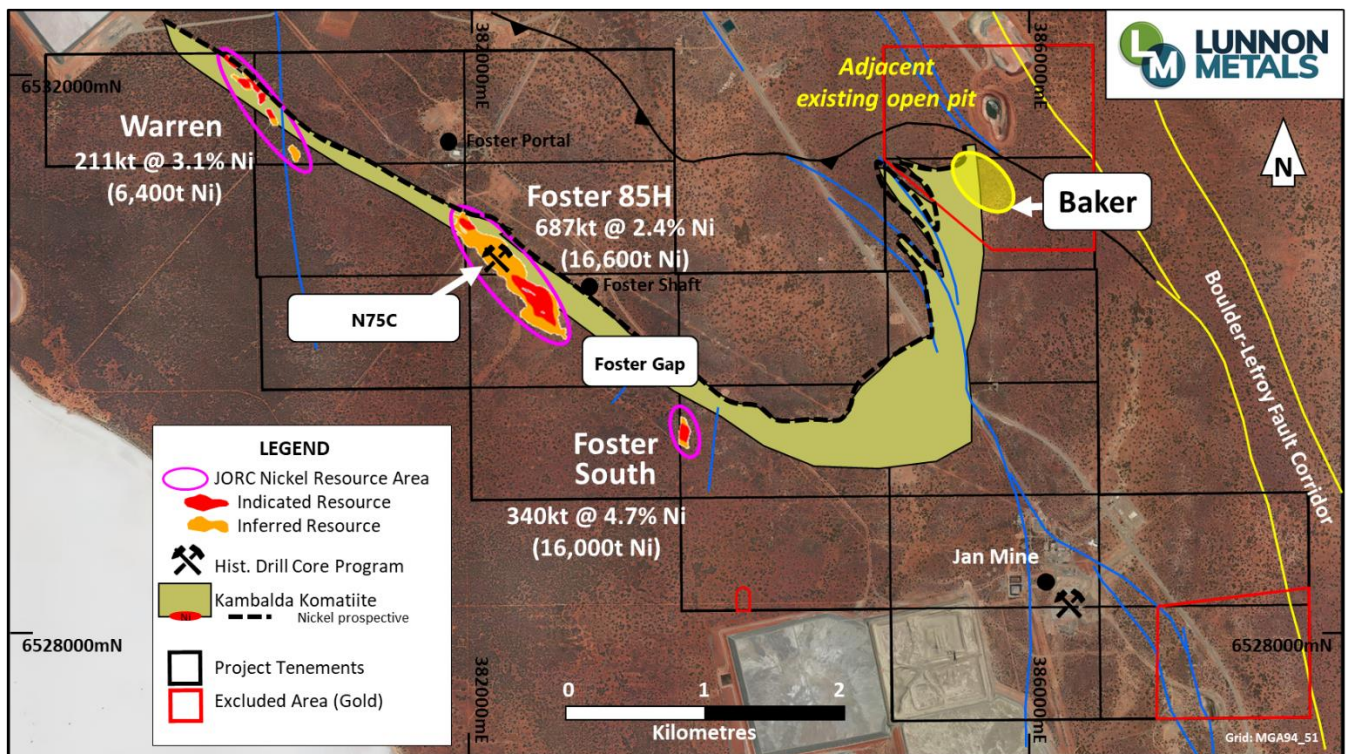 LUNNON
METALS
LM
382000mE
386000mE
6532000mN
Adjacent
existing open pit
N
Warren
211kt @ 3.1% Ni
(6,400t Ni)
Foster Portal
Foster 85H
687kt @ 2.4% Ni
(16,600t Ni)
Baker
Foster Shaft
N75C
Foster Gap
Boulder-Lefroy Fault Corridor
Foster
South
340kt @ 4.7% Ni
(16,000t Ni)
Jan Mine
LEGEND
JORC Nickel Resource Area
Indicated Resource
Inferred Resource
Hist. Drill Core Program
Kambalda Komatiite
Ni
Nickel prospective
Project Tenements
Excluded Area (Gold)
6528000mN
6528000mN
382000mE
386000mE
0 1 2
Kilometres
Grid: MGA94_51